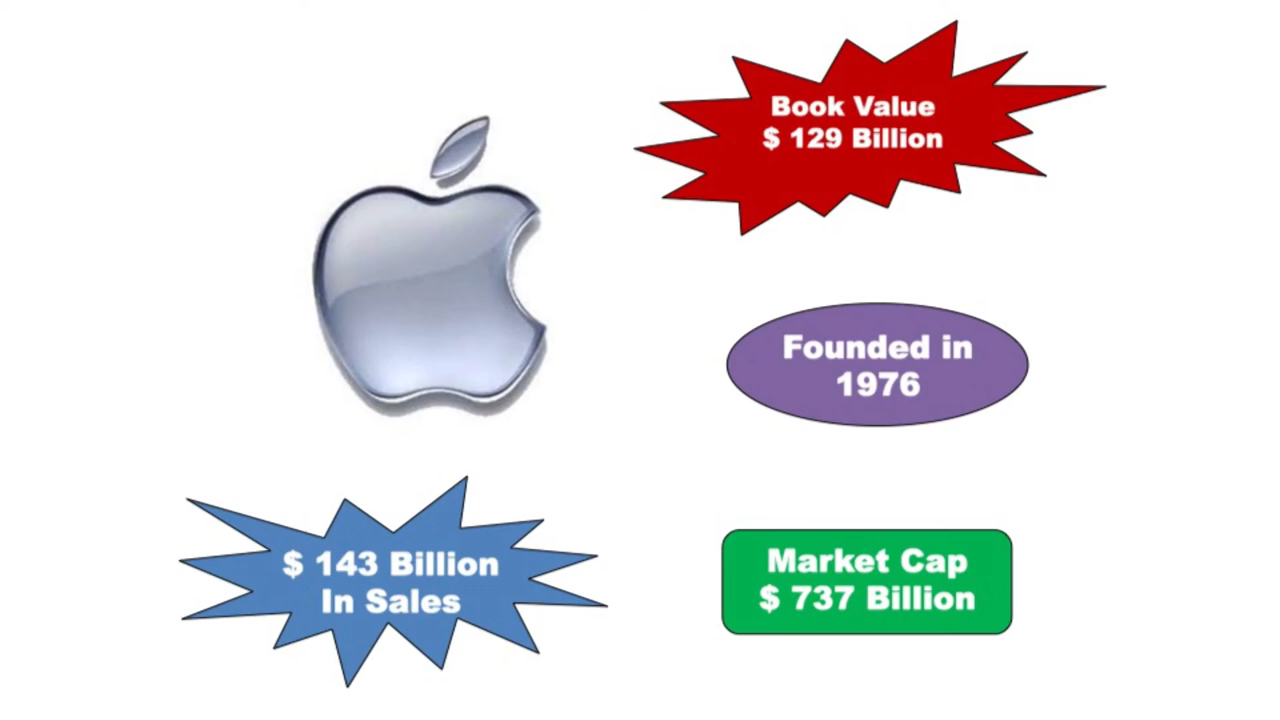 Book Value
$ 129 Billion
Founded in
1976
$ 143 Billion
In Sales
Market Cap
$ 737 Billion